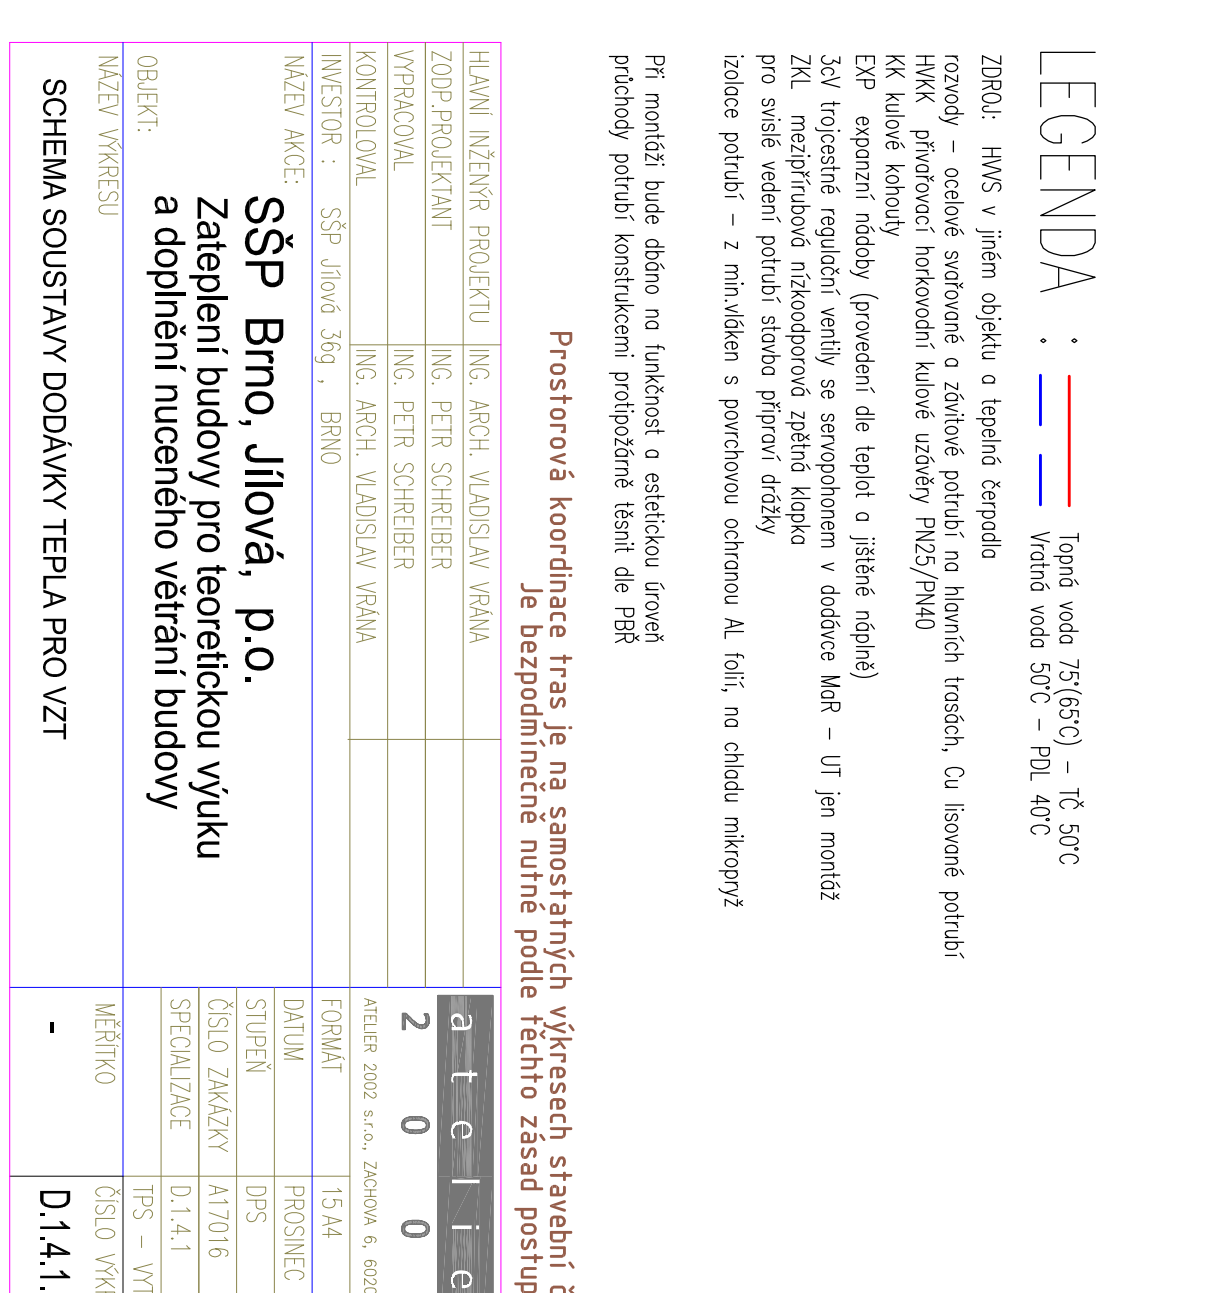 LEGENDA :
Topná voda 75°(65°C) – TČ 50°C
Vratná voda 50°C – PDL 40°C
ZDROJ: HWS v jiném objektu a tepelná čerpadla
rozvody – ocelové svařované a závitové potrubí na hlavních trasách, Cu lisované potrubí
HVKK přivařovací horkovodní kulové uzávěry PN25/PN40
KK kulové kohouty
EXP expanzní nádoby (provedení dle teplot a jištěné náplně)
3cV trojcestné regulační ventily se servopohonem v dodávce MaR – UT jen montáž
ZKL mezipřírubová nízkoodporová zpětná klapka
pro svislé vedení potrubí stavba připraví drážky
izolace potrubí – z min.vláken s povrchovou ochranou AL folií, na chladu mikropryž
Při montáži bude dbáno na funkčnost a estetickou úroveň
průchody potrubí konstrukcemi protipožárně těsnit dle PBŘ
Prostorová koordinace tras je na samostatných výkresech stavební č
Je bezpodmínečně nutné podle těchto zásad postup
HLAVNÍ INŽENÝR PROJEKTU ING. ARCH. VLADISLAV VRÁNA
ZODP.PROJEKTANT ING. PETR SCHREIBER
VYPRACOVAL ING. PETR SCHREIBER
KONTROLOVAL ING. ARCH. VLADISLAV VRÁNA
INVESTOR : SŠP Jílová 36g , BRNO
NÁZEV AKCE:
SŠP Brno, Jílová, p.o.
Zateplení budovy pro teoretickou výuku
a doplnění nuceného větrání budovy
OBJEKT:
NÁZEV VÝKRESU
SCHEMA SOUSTAVY DODÁVKY TEPLA PRO VZT
atelie
2 0 0
ATELIER 2002 s.r.o., ZACHOVA 6, 602
FORMÁT 15 A4
DATUM PROSINEC
STUPEŇ DPS
ČÍSLO ZAKÁZKY A17016
SPECIALIZACE D.1.4.1
TPS – VYT
MĚŘÍTKO
-
ČÍSLO VÝK
D.1.4.1.